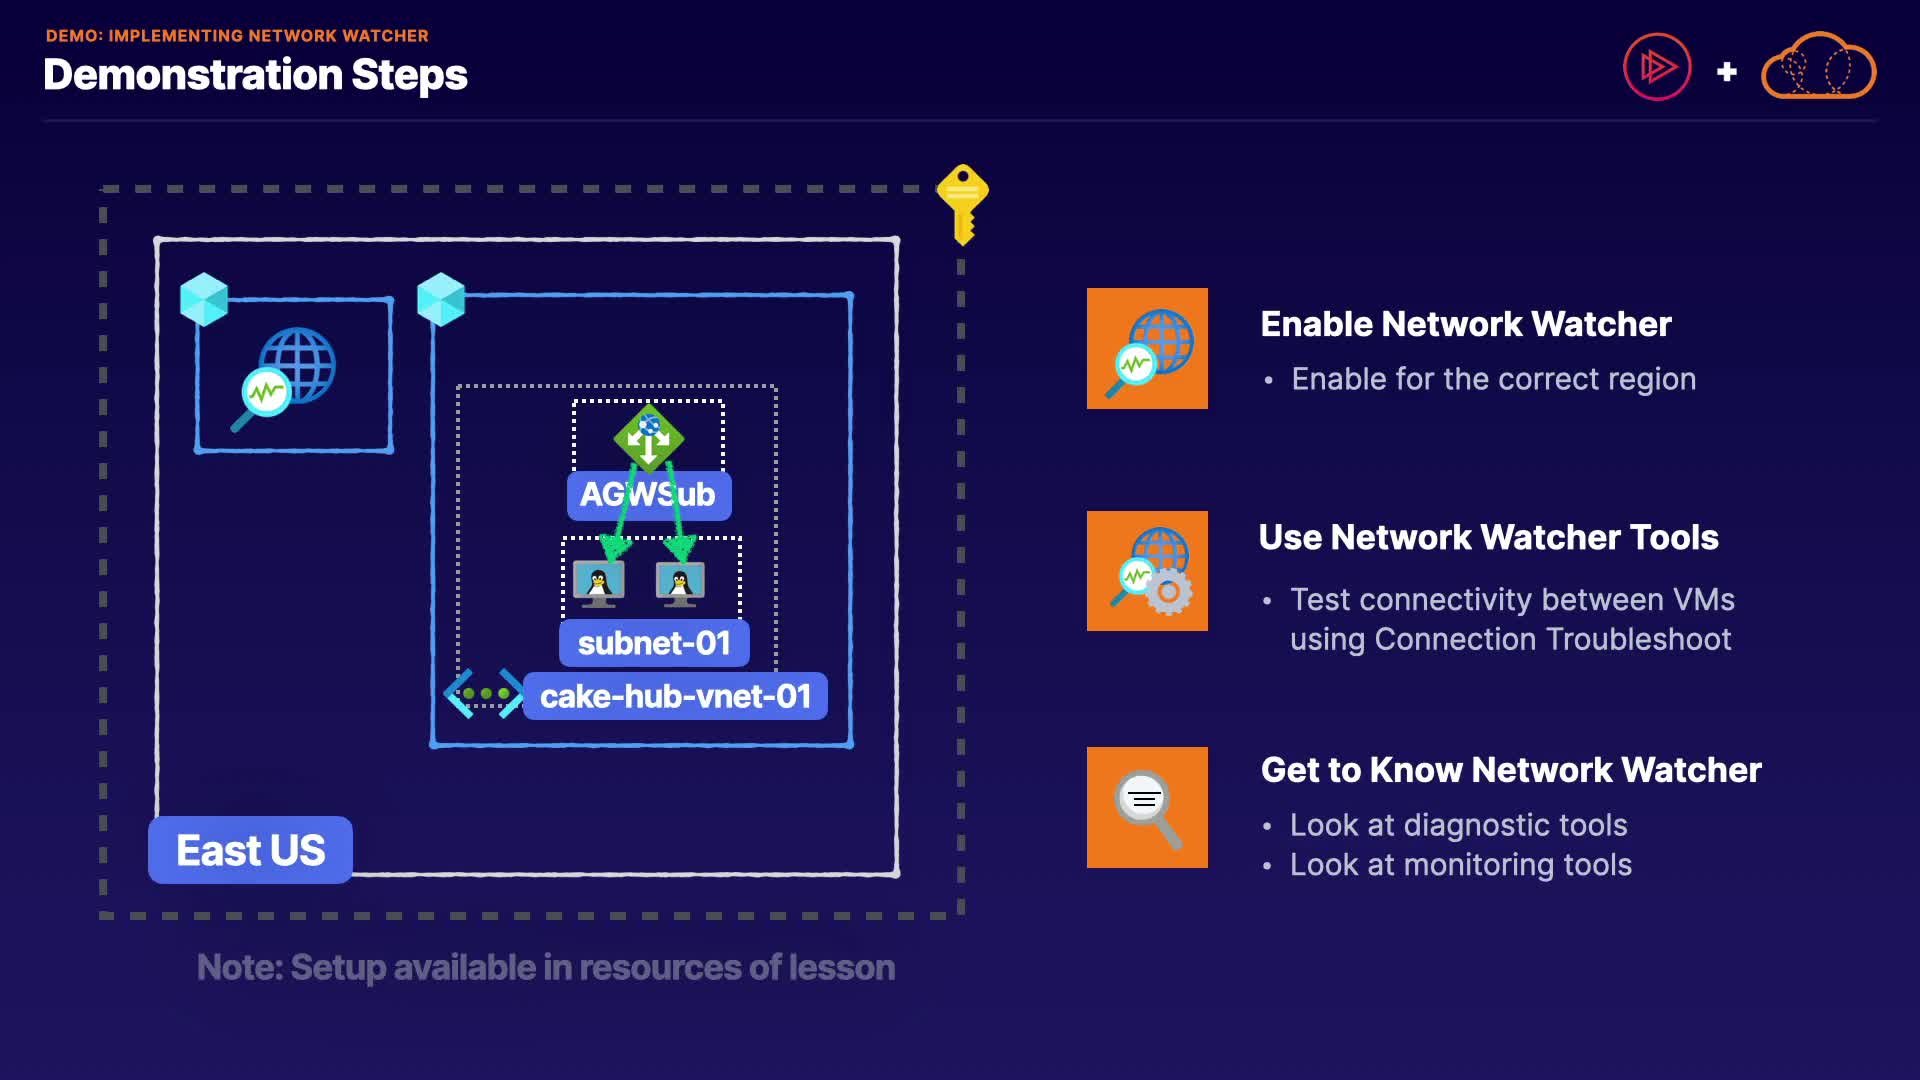 DEMO: IMPLEMENTING NETWORK WATCHER
Demonstration Steps
AGWSub
subnet-01
cake-hub-vnet-01
East US
Note: Setup available in resources of lesson
Enable Network Watcher
• Enable for the correct region
Use Network Watcher Tools
• Test connectivity between VMs
using Connection Troubleshoot
Get to Know Network Watcher
• Look at diagnostic tools
• Look at monitoring tools